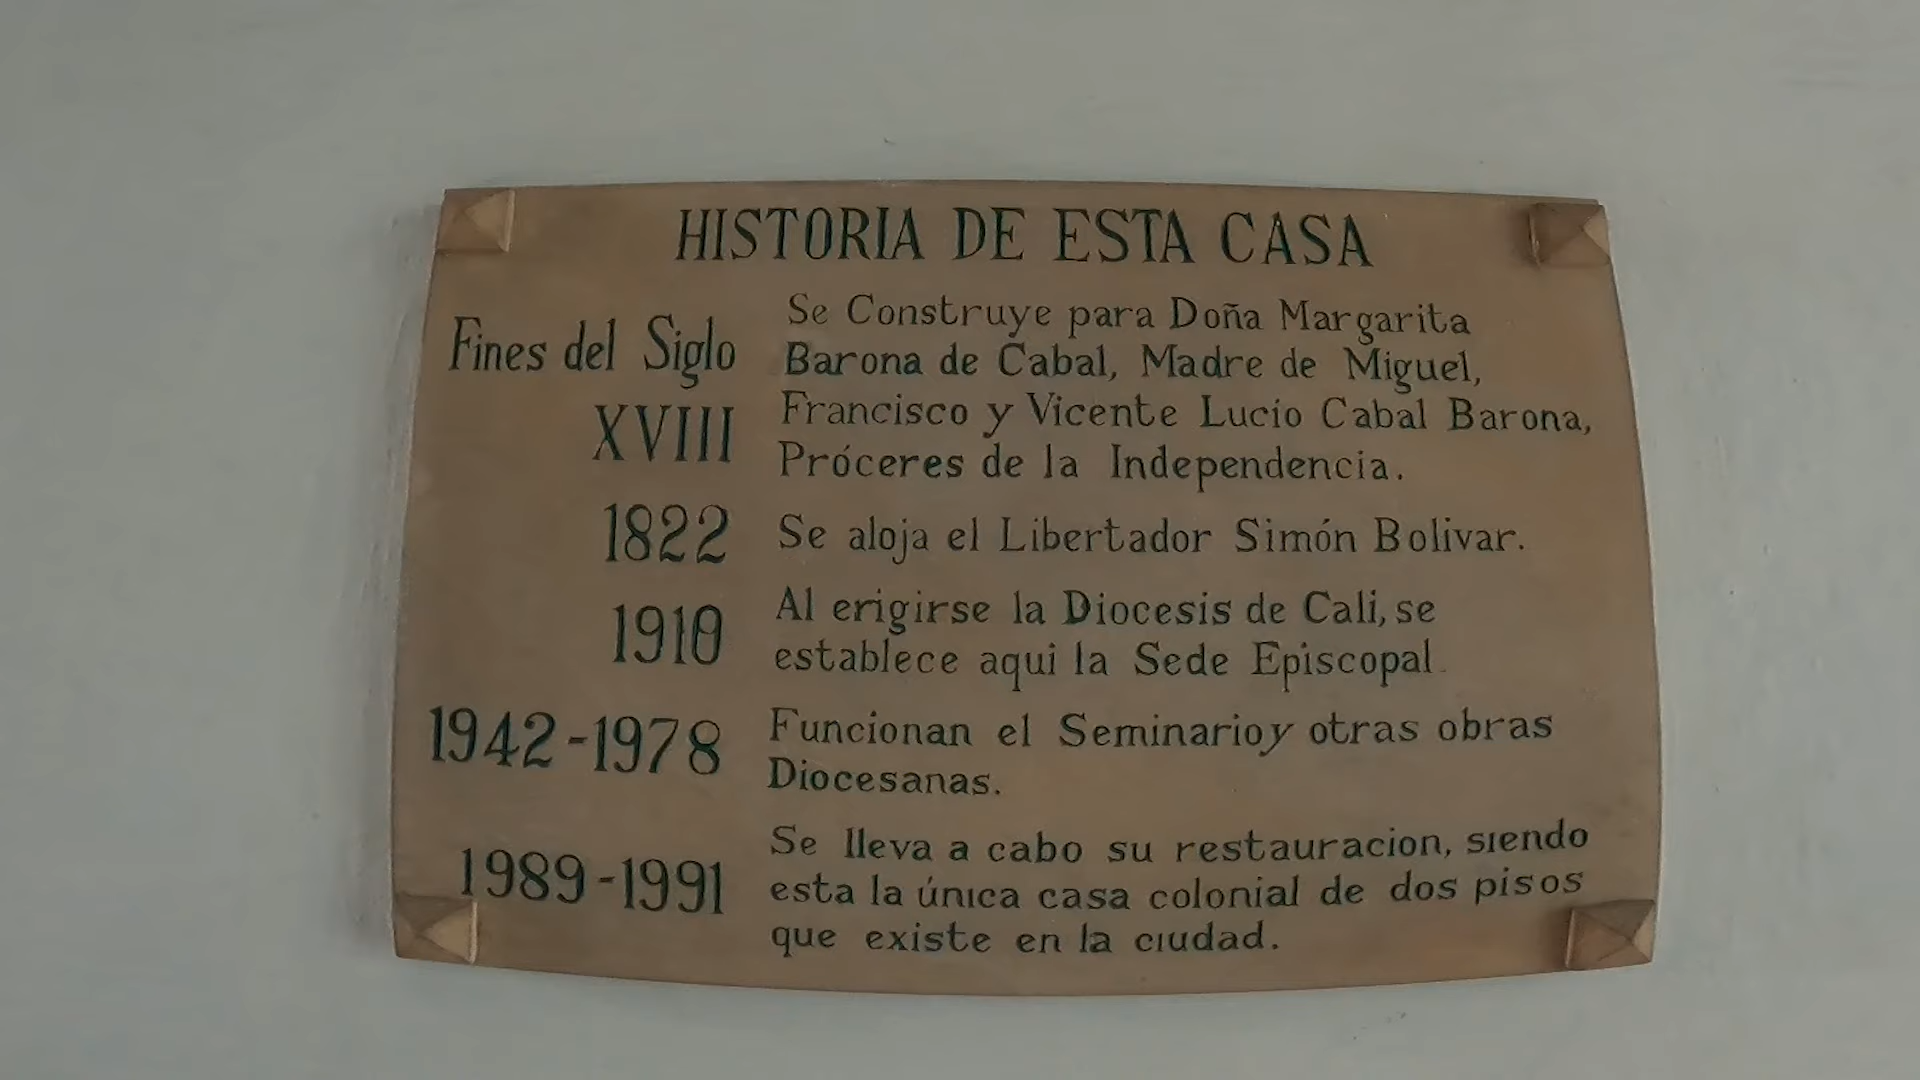 HISTORIA DE ESTA CASA
Fines del Siglo
XVIII
Se Construye para Doña Margarita
Barona de Cabal, Madre de Miguel,
Francisco y Vicente Lucio Cabal Barona,
Próceres de la Independencia.
1822 Se aloja el Libertador Simón Bolivar.
1910
Al erigirse la Diocesis de Cali, se
establece aqui la Sede Episcopal
1942-1978
Funcionan el Seminario y otras obras
Diocesanas.
1989-1991
Se lleva a cabo su restauracion, siendo
esta la única casa colonial de dos pisos
que existe en la ciudad.